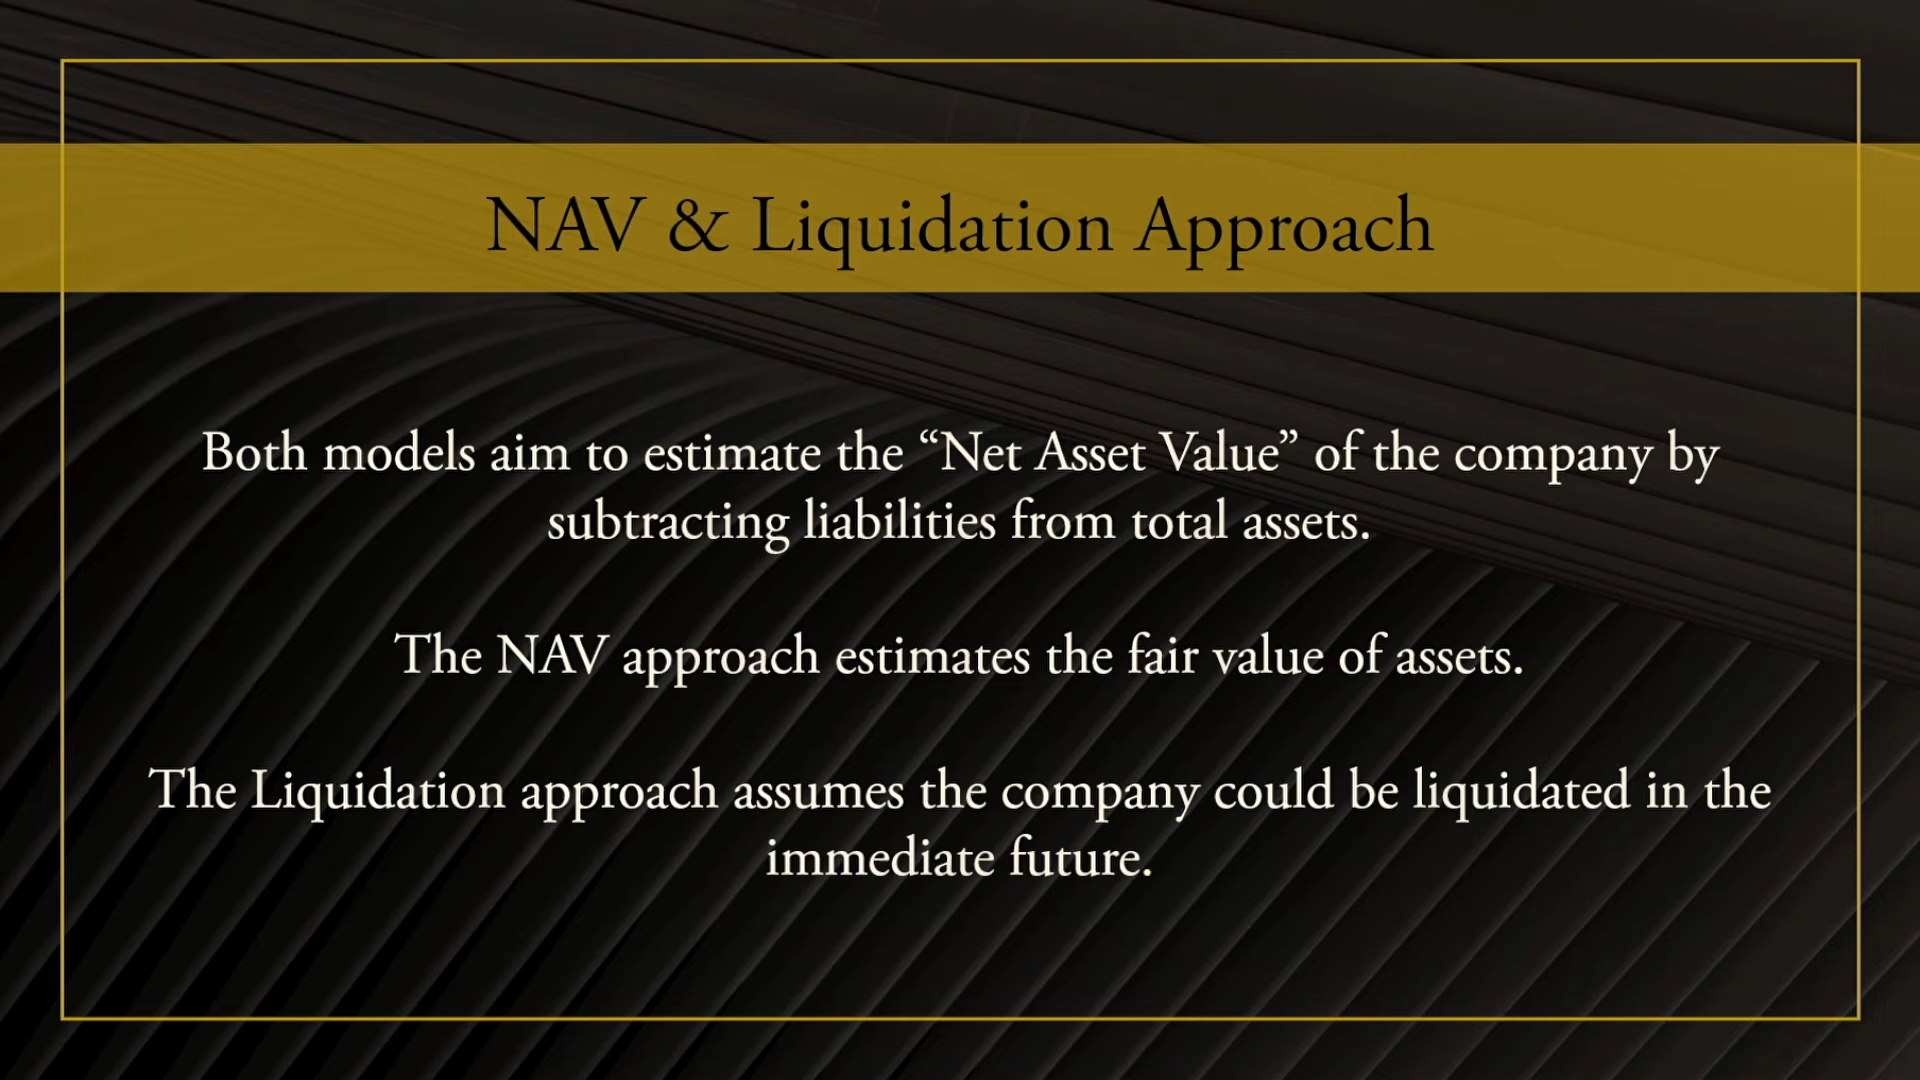 NAV & Liquidation Approach
Both models aim to estimate the “Net Asset Value” of the company by
subtracting liabilities from total assets.
The NAV approach estimates the fair value of assets.
The Liquidation approach assumes the company could be liquidated in the
immediate future.